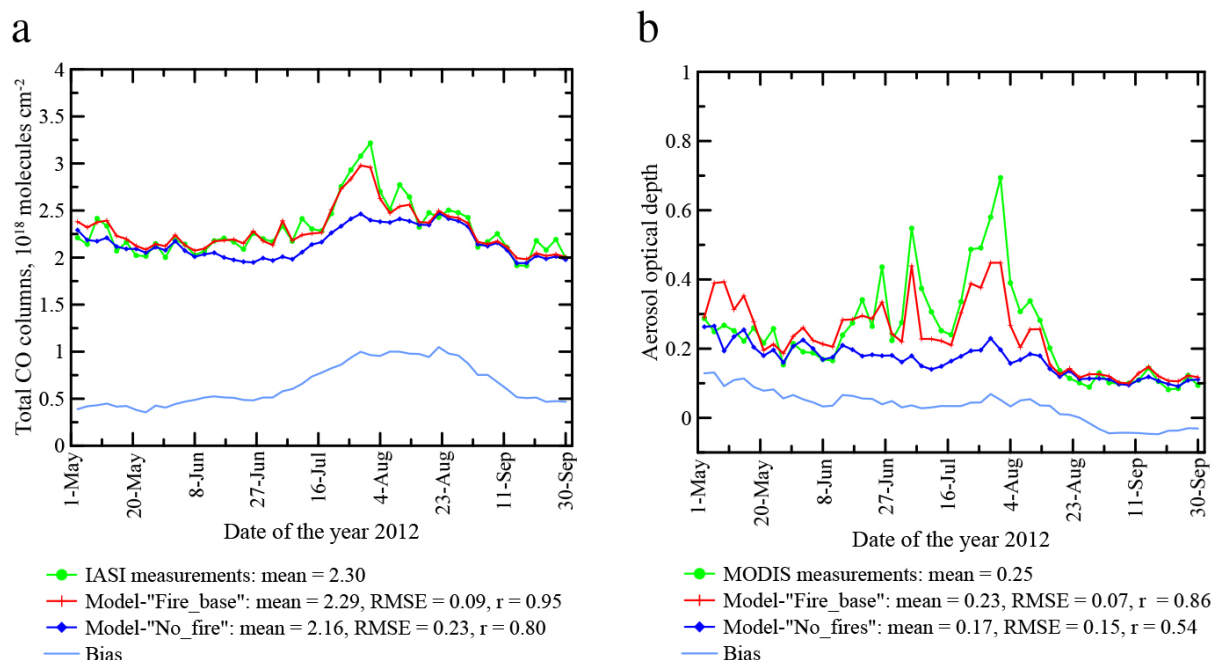 a
Total CO columns, 10¹⁸ molecules cm⁻²
4
3.5
3
2.5
2
1.5
1
0.5
0
1-May
20-May
8-Jun
27-Jun
16-Jul
4-Aug
23-Aug
11-Sep
30-Sep
Date of the year 2012
IASI measurements: mean = 2.30
Model-"Fire_base": mean = 2.29, RMSE = 0.09, r = 0.95
Model-"No_fire": mean = 2.16, RMSE = 0.23, r = 0.80
Bias
b
Aerosol optical depth
1
0.8
0.6
0.4
0.2
0
1-May
20-May
8-Jun
27-Jun
16-Jul
4-Aug
23-Aug
11-Sep
30-Sep
Date of the year 2012
MODIS measurements: mean = 0.25
Model-"Fire_base": mean = 0.23, RMSE = 0.07, r = 0.86
Model-"No_fires": mean = 0.17, RMSE = 0.15, r = 0.54
Bias